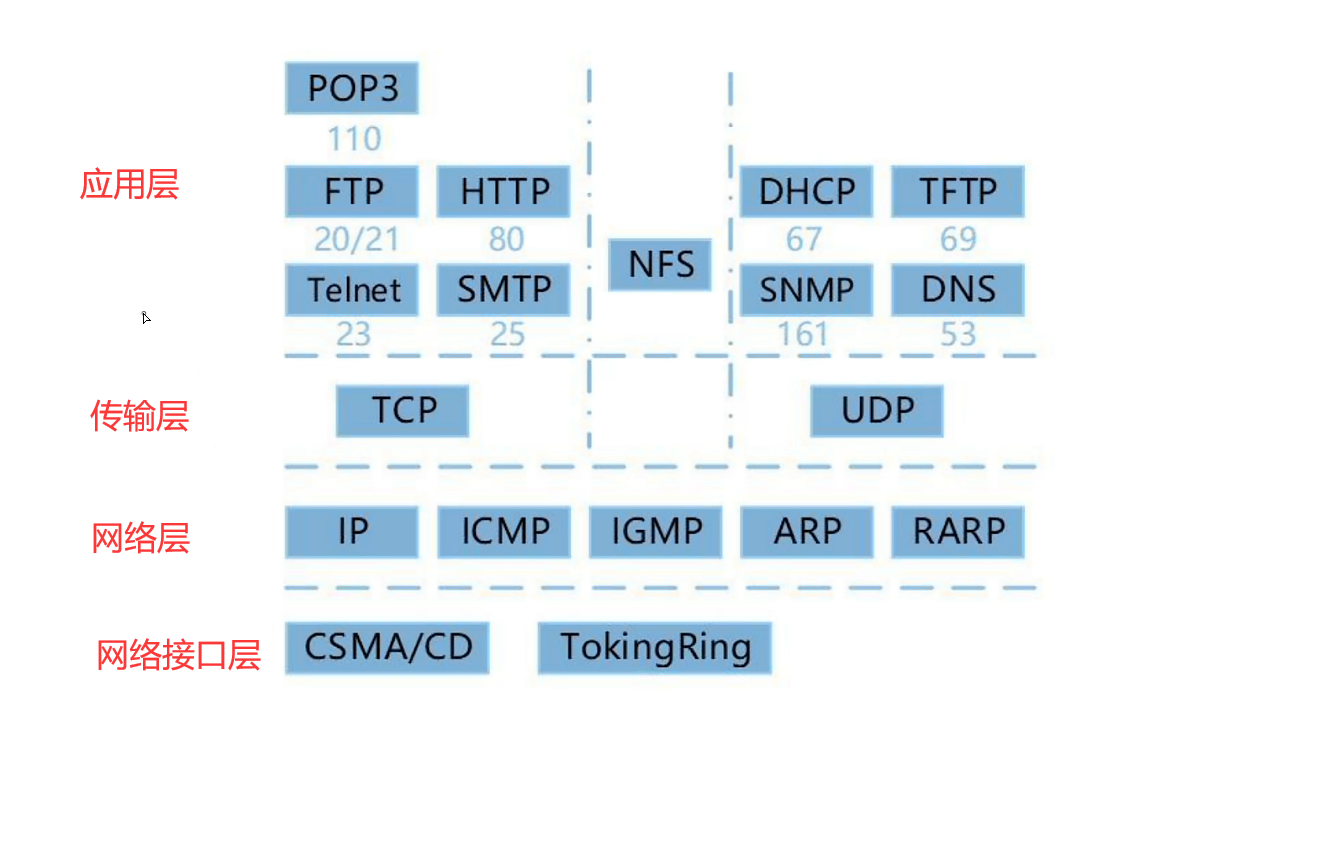 POP3
110
应用层
FTP HTTP DHCP TFTP
20/21 80 67 69
NFS
Telnet SMTP SNMP DNS
23 25 161 53
传输层 TCP UDP
网络层 IP ICMP IGMP ARP RARP
网络接口层 CSMA/CD TokingRing